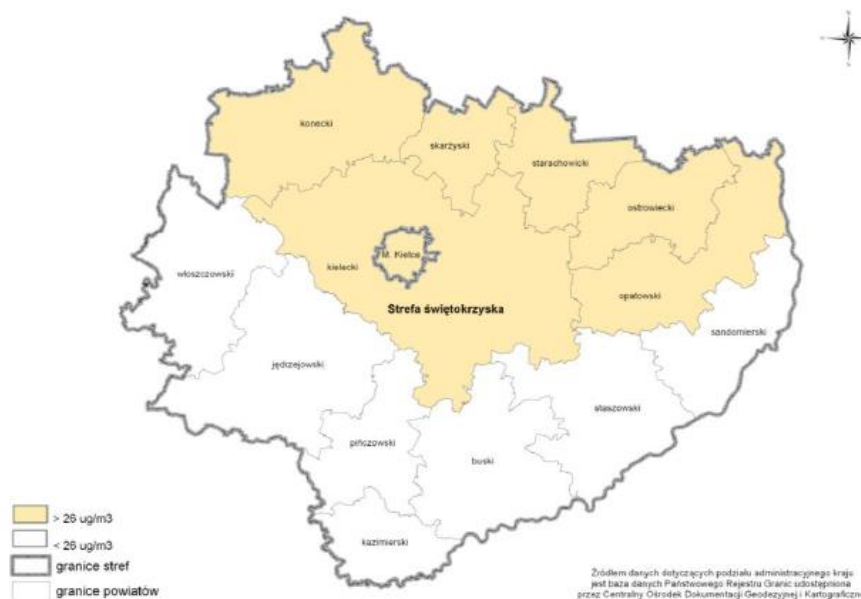 konecki
skarżyski
starachowicki
ostrowiecki
M. Kielce
kielecki
włoszczowski
opatowski
Strefa świętokrzyska
sandomierski
jędrzejowski
staszowski
pińczowski
buski
kazimierski
> 26 ug/m3
< 26 ug/m3
granice stref
granice powiatów
Źródłem danych dotyczących podziału administracyjnego kraju
jest baza danych Państwowego Rejestru Granic udostępniona
przez Centralny Ośrodek Dokumentacji Geodezyjnej i Kartograficzn